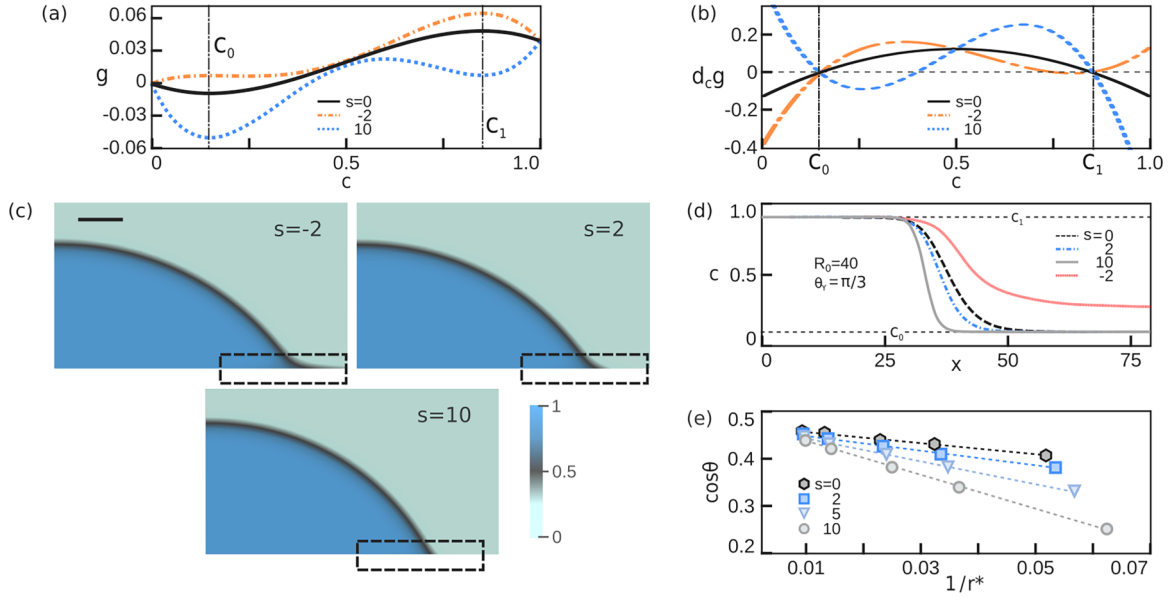 (a)
0.06
0.03
0
-0.03
-0.06
g
C0
C1
s=0
-2
10
0
0.5
1.0
c
(b)
0.2
0
-0.2
-0.4
dcg
s=0
-2
10
0
C0
0.5
C1
1.0
c
(c)
s=-2
s=2
s=10
1
0.5
0
(d)
1.0
0.5
0
c
C1
C0
R0=40
θY=π/3
s=0
2
10
-2
0
25
50
75
x
(e)
0.5
0.4
0.3
0.2
cosθ
s=0
2
5
10
0.01
0.03
0.05
0.07
1/r*